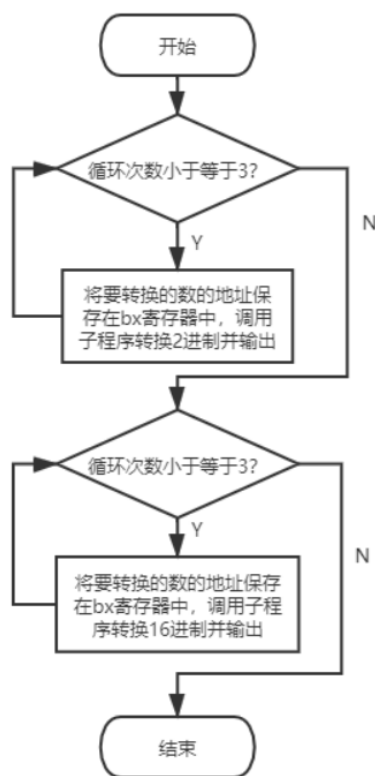 开始
循环次数小于等于3?
N
Y
将要转换的数的地址保
存在bx寄存器中，调用
子程序转换2进制并输出
循环次数小于等于3?
Y
N
将要转换的数的地址保存
在bx寄存器中，调用子程
序转换16进制并输出
结束